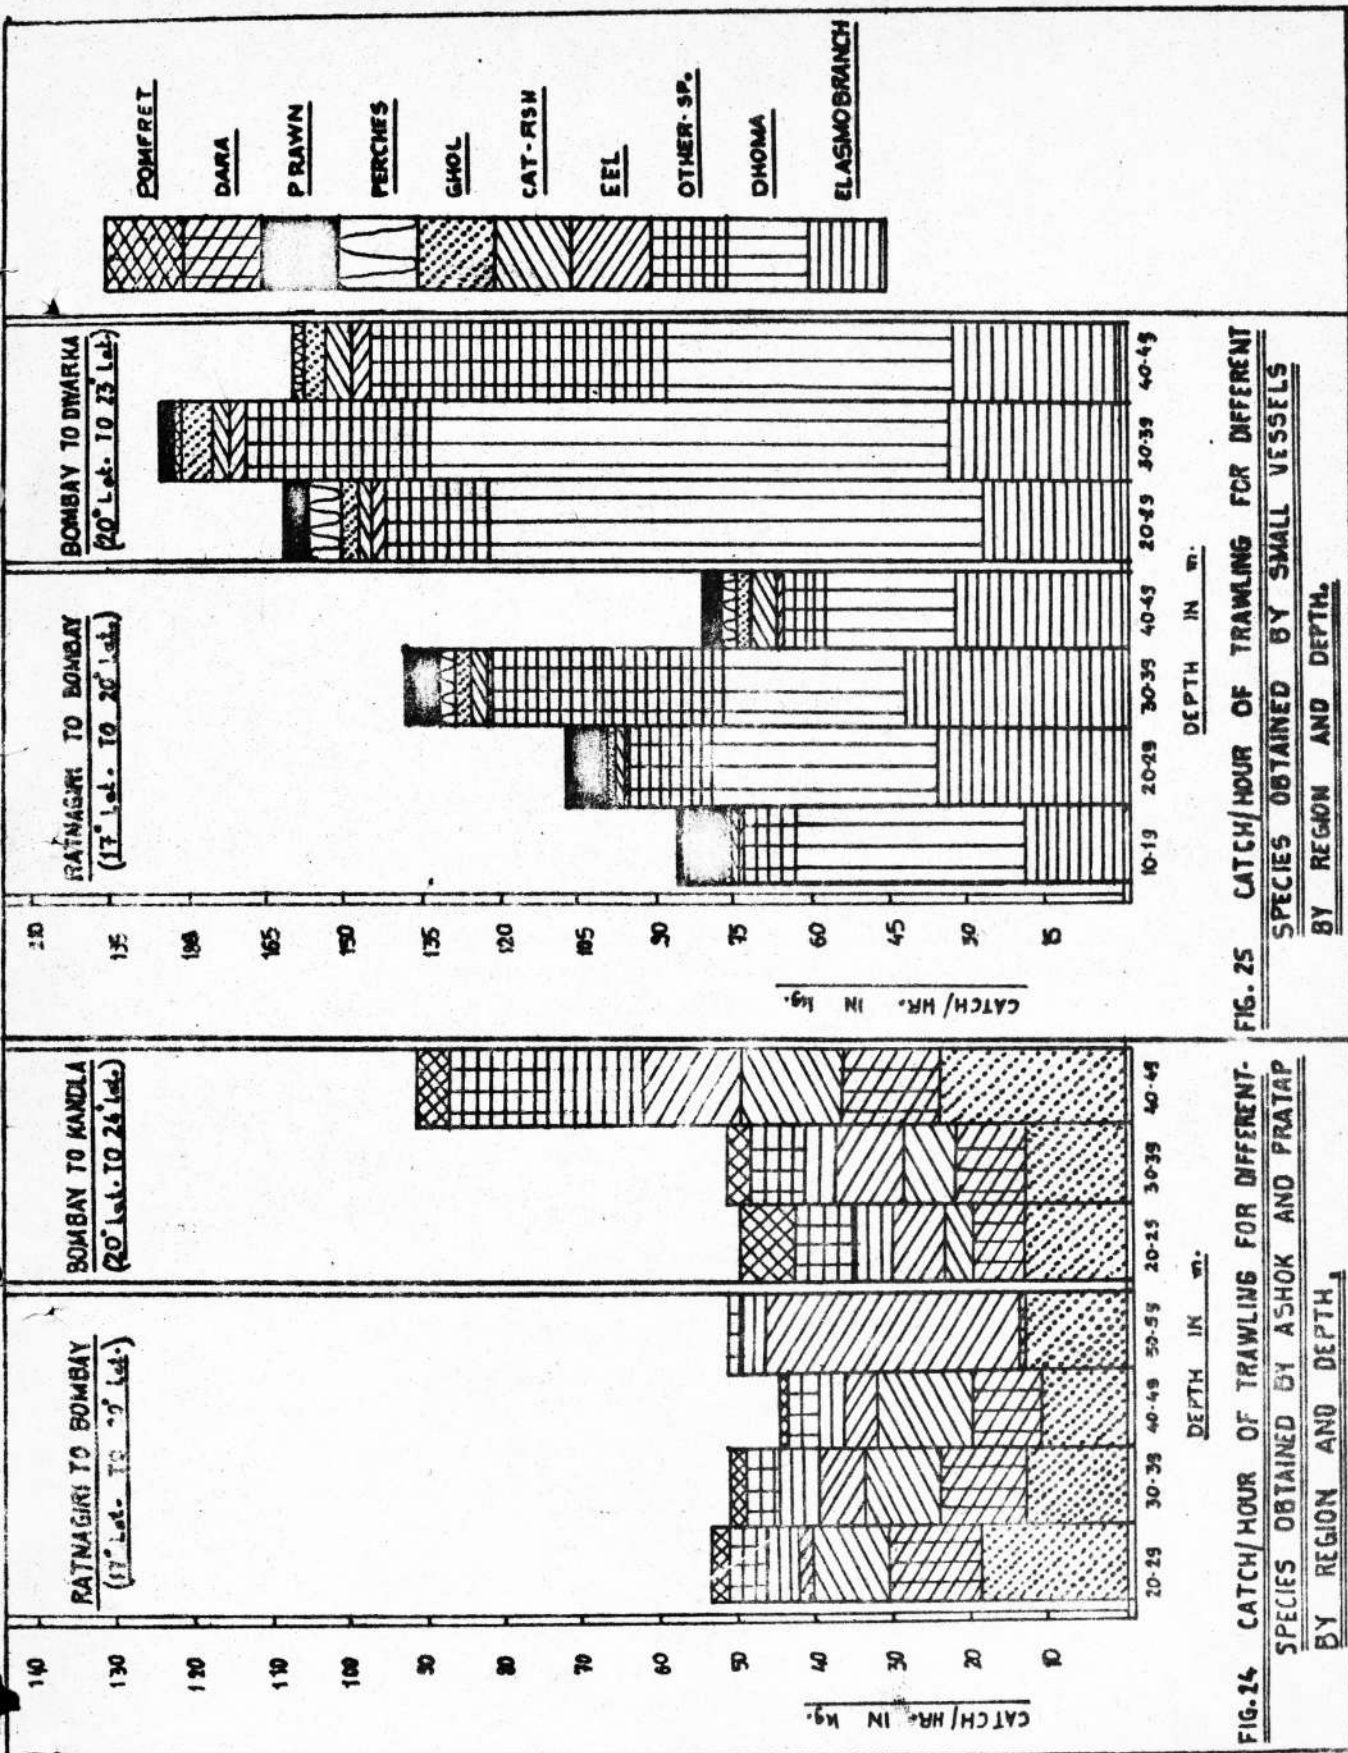 RATNAGIRI TO BOMBAY
(17° Lat. TO Lat.)
BOMBAY TO KANDLA
(20° Lat. TO 24° Lat.)
140
130
120
110
100
90
80
70
60
50
40
30
20
10
CATCH/HR. IN kg.
20-29
30-39
40-49
50-59
20-29
30-39
40-49
DEPTH IN m.
FIG. 24 CATCH/HOUR OF TRAWLING FOR DIFFERENT-
SPECIES OBTAINED BY ASHOK AND PRATAP
BY REGION AND DEPTH.
RATNAGIRI TO BOMBAY
(17° Lat. TO 20° Lat.)
BOMBAY TO DWARKA
(20° Lat. TO 23° Lat.)
210
135
180
165
150
135
120
105
90
75
60
45
30
15
CATCH/HR. IN kg.
10-19
20-29
30-39
40-49
20-29
30-39
40-49
DEPTH IN m.
FIG. 25 CATCH/HOUR OF TRAWLING FOR DIFFERENT
SPECIES OBTAINED BY SMALL VESSELS
BY REGION AND DEPTH.
POMFRET
DARA
PRAWN
PERCHES
GHOL
CAT-FISH
EEL
OTHER-SP.
DHOMA
ELASMOBRANCH